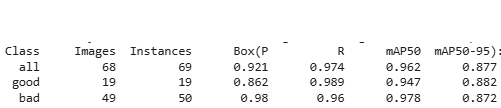 Class Images Instances Box(P R mAP50 mAP50-95):
all 68 69 0.921 0.974 0.962 0.877
good 19 19 0.862 0.989 0.947 0.882
bad 49 50 0.98 0.96 0.978 0.872